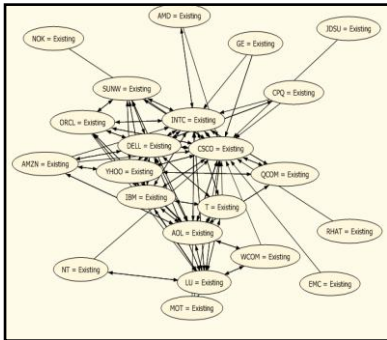 AMD = Existing
JDSU = Existing
GE = Existing
NOK = Existing
SUNW = Existing
CPQ = Existing
ORCL = Existing
INTC = Existing
DELL = Existing
CSCO = Existing
AMZN = Existing
YHOO = Existing
QCOM = Existing
IBM = Existing
T = Existing
AOL = Existing
RHAT = Existing
WCOM = Existing
NT = Existing
LU = Existing
EMC = Existing
MOT = Existing